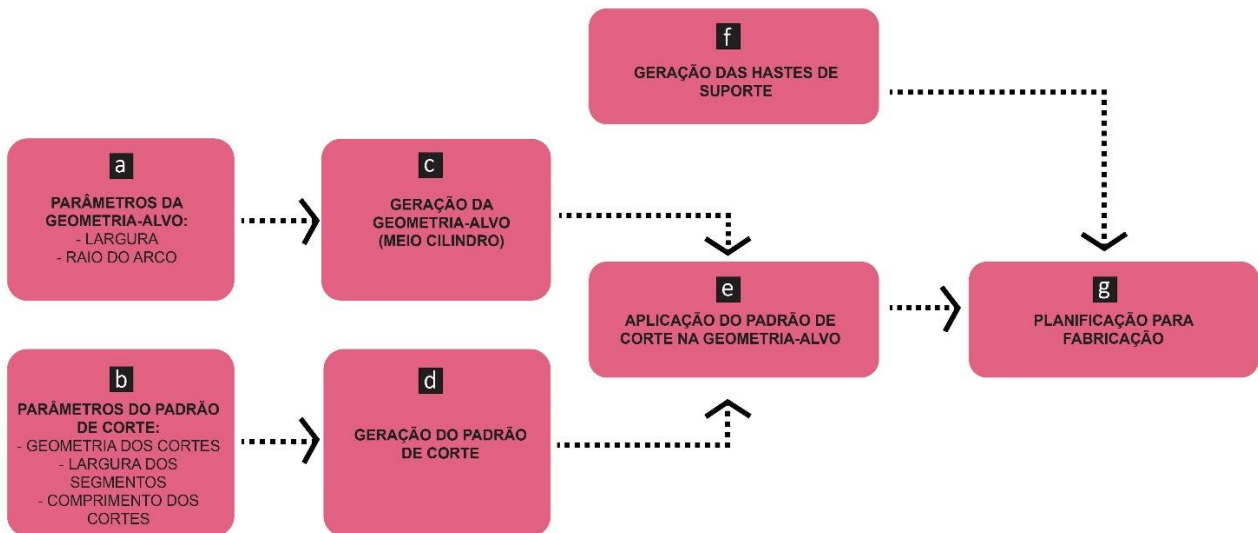 a
PARÂMETROS DA
GEOMETRIA-ALVO:
- LARGURA
- RAIO DO ARCO
b
PARÂMETROS DO PADRÃO
DE CORTE:
- GEOMETRIA DOS CORTES
- LARGURA DOS
SEGMENTOS
- COMPRIMENTO DOS
CORTES
c
GERAÇÃO DA
GEOMETRIA-ALVO
(MEIO CILINDRO)
d
GERAÇÃO DO PADRÃO
DE CORTE
e
APLICAÇÃO DO PADRÃO DE
CORTE NA GEOMETRIA-ALVO
f
GERAÇÃO DAS HASTES DE
SUPORTE
g
PLANIFICAÇÃO PARA
FABRICAÇÃO